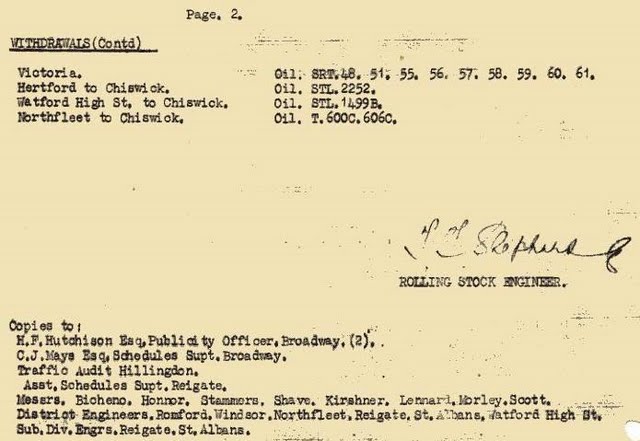 Page. 2.
WITHDRAWALS(Contd)
Victoria. Oil. SRT.48. 51. 55. 56. 57. 58. 59. 60. 61.
Hertford to Chiswick. Oil. STL.2252.
Watford High St. to Chiswick. Oil. STL.1499B.
Northfleet to Chiswick. Oil. T.600C.606C.
Shepherd
ROLLING STOCK ENGINEER.
Copies to:
H.F.Hutchison Esq.Publicity Officer.Broadway.(2).
C.J.Mays Esq.Schedules Supt.Broadway.
Traffic Audit Hillingdon.
Asst.Schedules Supt.Reigate.
Messrs. Bicheno. Honnor. Stammers. Shave. Kirshner. Lennard.Morley.Scott.
District Engineers.Romford.Windsor.Northfleet.Reigate.St.Albans.Watford High St.
Sub.Div.Engrs.Reigate.St.Albans.